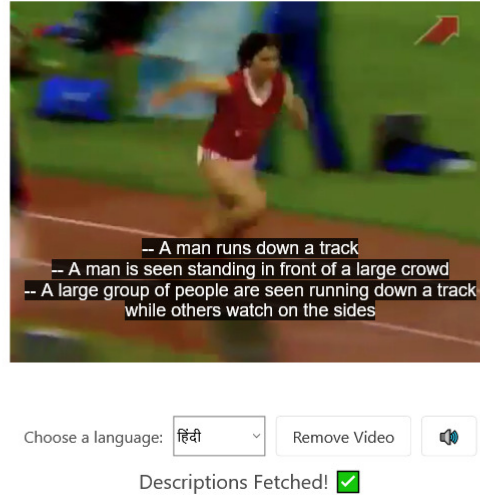 -- A man runs down a track
-- A man is seen standing in front of a large crowd
-- A large group of people are seen running down a track
while others watch on the sides
Choose a language: हिंदी Remove Video
Descriptions Fetched!